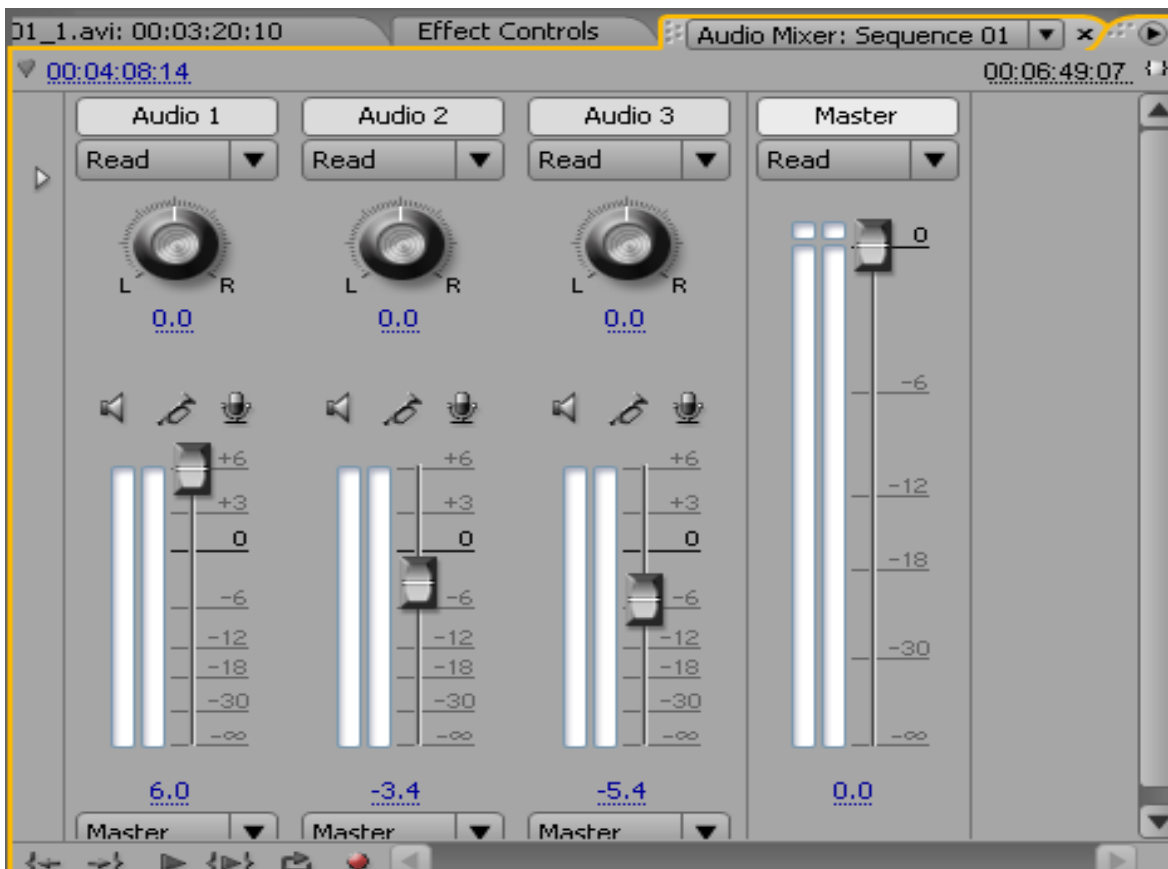 01_1.avi: 00:03:20:10 Effect Controls Audio Mixer: Sequence 01
00:04:08:14 00:06:49:07
Audio 1 Audio 2 Audio 3 Master
Read Read Read Read
L R L R L R
0.0 0.0 0.0
0
-6
-12
-18
-30
-∞
+6 +6 +6
+3 +3 +3
0 0 0
-6 -6 -6
-12 -12 -12
-18 -18 -18
-30 -30 -30
-∞ -∞ -∞
6.0 -3.4 -5.4 0.0
Master Master Master